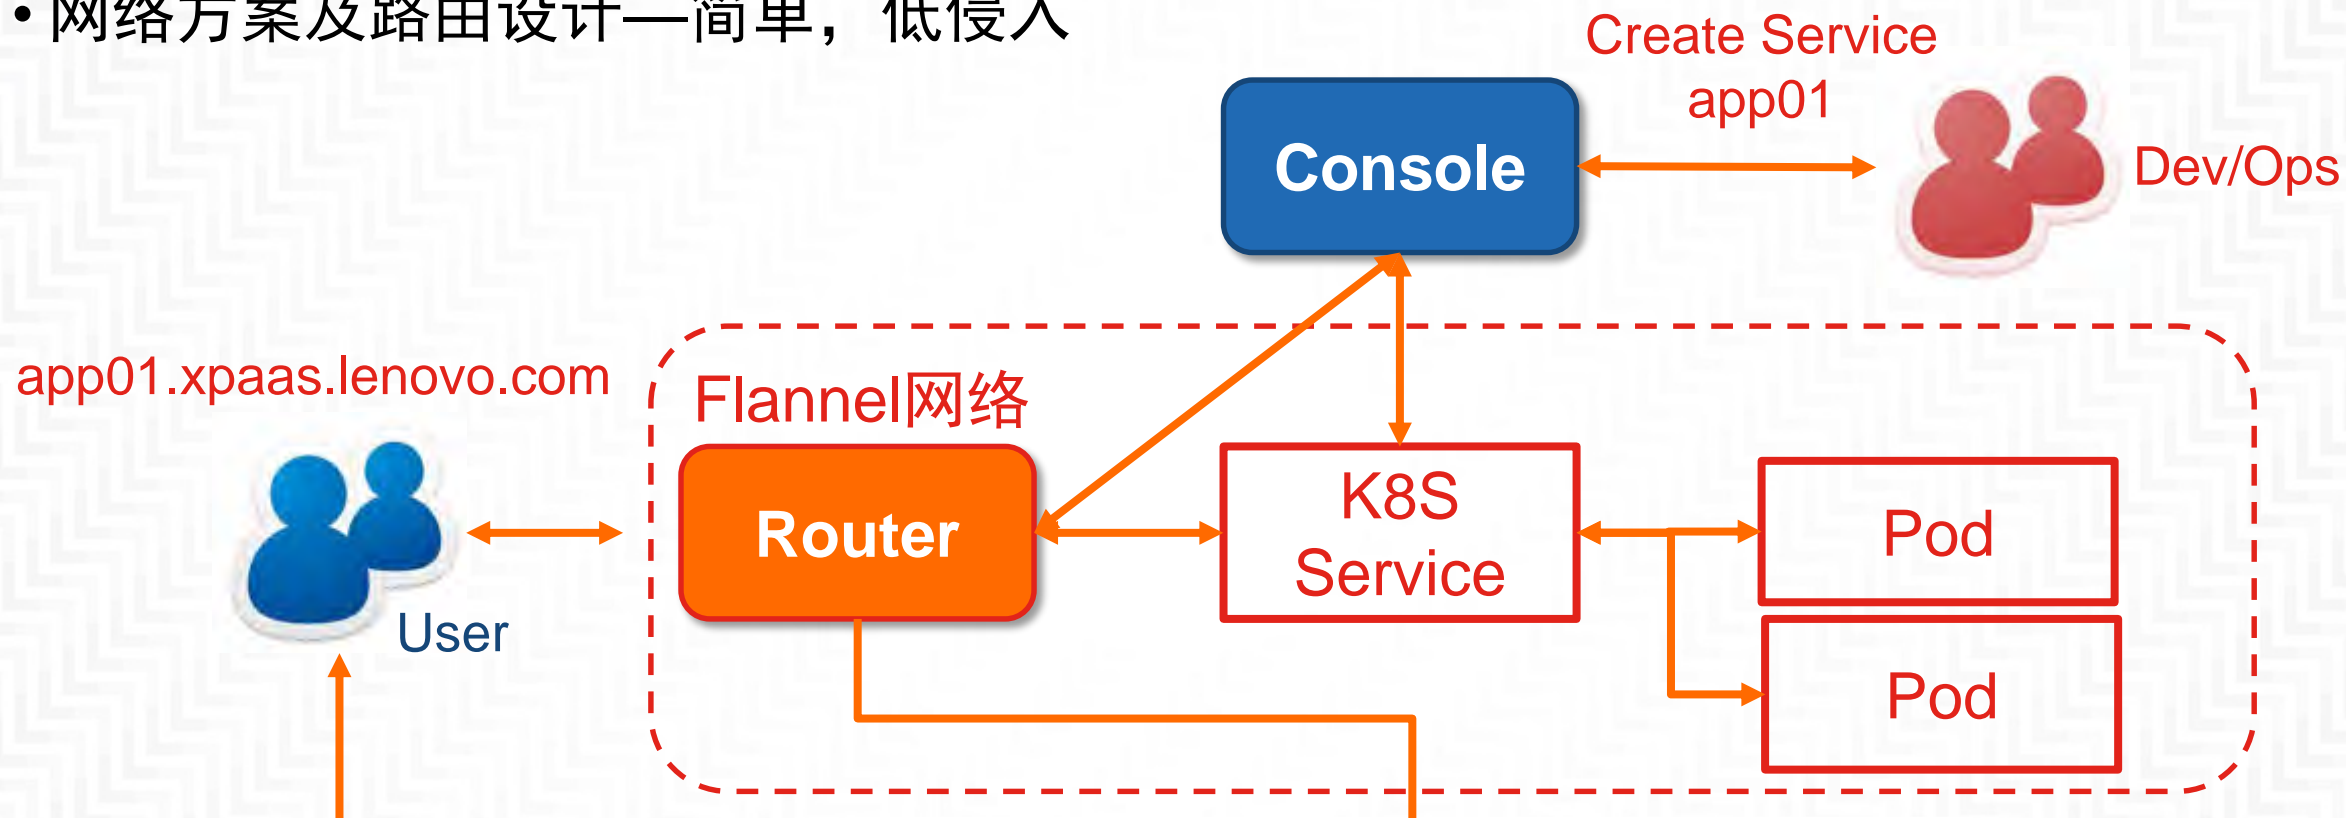 • 网络方案及路由设计—简单，低侵入
Create Service
app01
Console
Dev/Ops
app01.xpaas.lenovo.com
Flannel网络
Router
K8S
Service
Pod
User
Pod